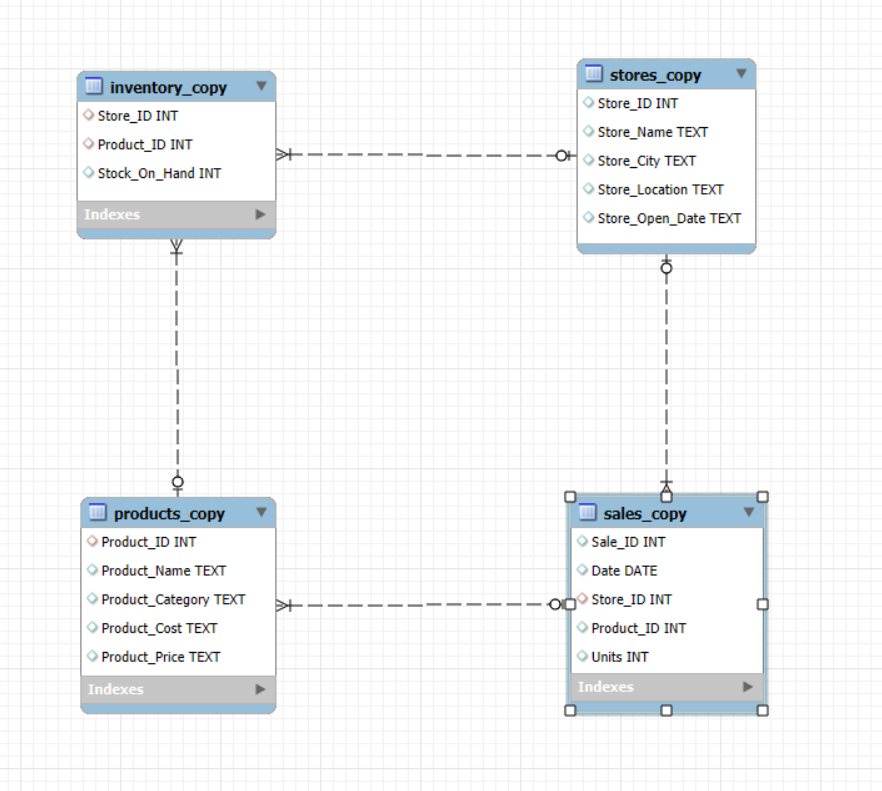 inventory_copy
Store_ID INT
Product_ID INT
Stock_On_Hand INT
Indexes
stores_copy
Store_ID INT
Store_Name TEXT
Store_City TEXT
Store_Location TEXT
Store_Open_Date TEXT
products_copy
Product_ID INT
Product_Name TEXT
Product_Category TEXT
Product_Cost TEXT
Product_Price TEXT
Indexes
sales_copy
Sale_ID INT
Date DATE
Store_ID INT
Product_ID INT
Units INT
Indexes